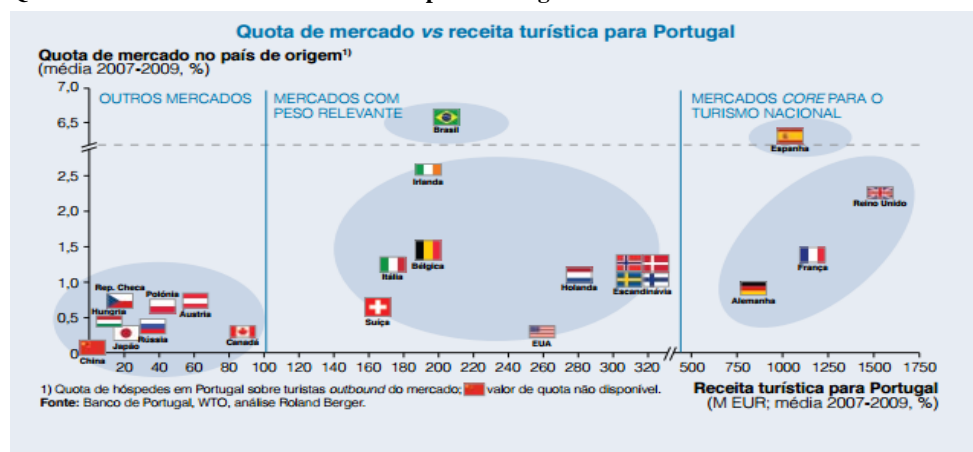 Quota de mercado vs receita turística para Portugal
Quota de mercado no país de origem¹⁾
(média 2007-2009, %)
7,0
OUTROS MERCADOS
MERCADOS COM
PESO RELEVANTE
MERCADOS CORE PARA O
TURISMO NACIONAL
6,5
Brasil
Espanha
2,5
Irlanda
2,0
Reino Unido
1,5
Bélgica
Itália
França
1,0
Holanda
Escandinávia
Alemanha
Rep. Checa
Polónia
Hungria
Áustria
Suíça
0,5
Japão
Rússia
Canadá
EUA
0
China
20 40 60 80 100 120 140 160 180 200 220 240 260 280 300 320 500 750 1000 1250 1500 1750
1) Quota de hóspedes em Portugal sobre turistas outbound do mercado; valor de quota não disponível.
Fonte: Banco de Portugal, WTO, análise Roland Berger.
Receita turística para Portugal
(M EUR; média 2007-2009, %)